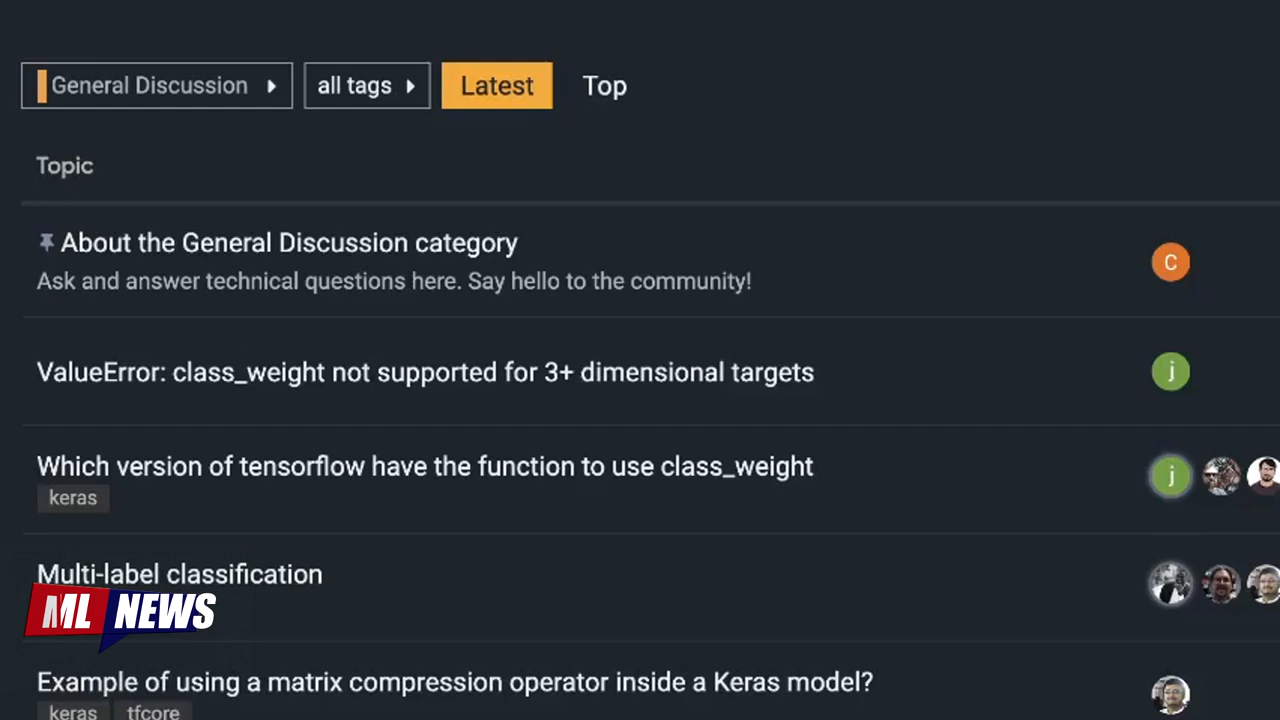 General Discussion
all tags
Latest
Top
Topic
About the General Discussion category
C
Ask and answer technical questions here. Say hello to the community!
ValueError: class_weight not supported for 3+ dimensional targets
j
Which version of tensorflow have the function to use class_weight
j
keras
Multi-label classification
ML NEWS
Example of using a matrix compression operator inside a Keras model?
keras tfcore